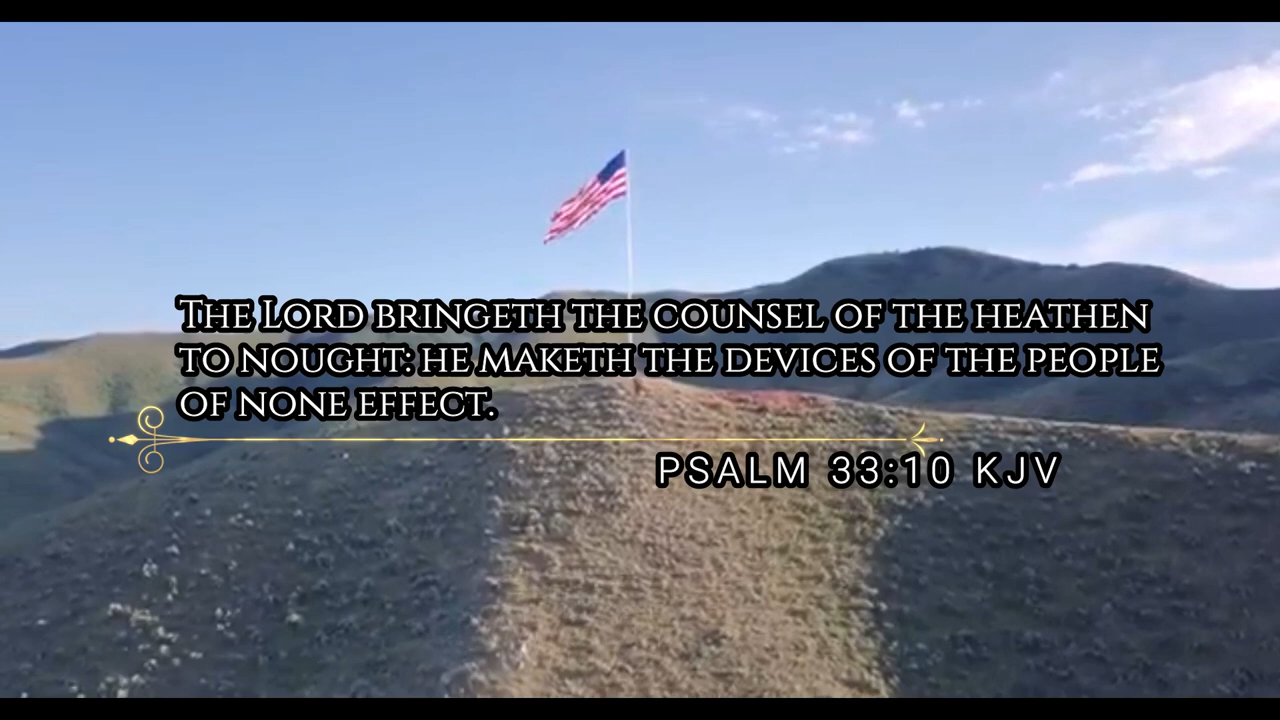 The Lord bringeth the counsel of the heathen
to nought: he maketh the devices of the people
of none effect.
PSALM 33:10 KJV